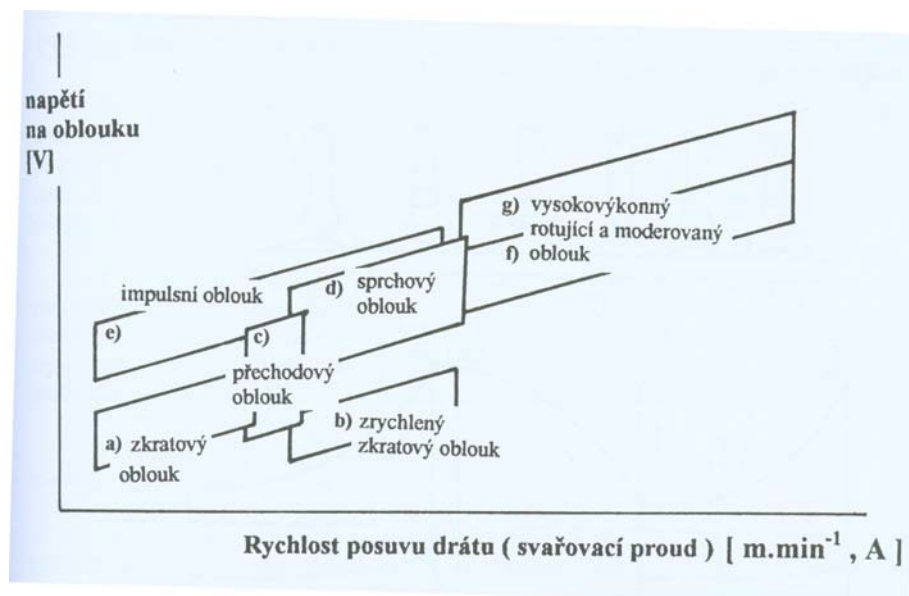 napětí
na oblouku
[V]
g) vysokovýkonný
rotující a moderovaný
f) oblouk
impulsní oblouk
d) sprchový
oblouk
e)
c)
přechodový
oblouk
a) zkratový
oblouk
b) zrychlený
zkratový oblouk
Rychlost posuvu drátu ( svařovací proud ) [ m.min⁻¹ , A ]